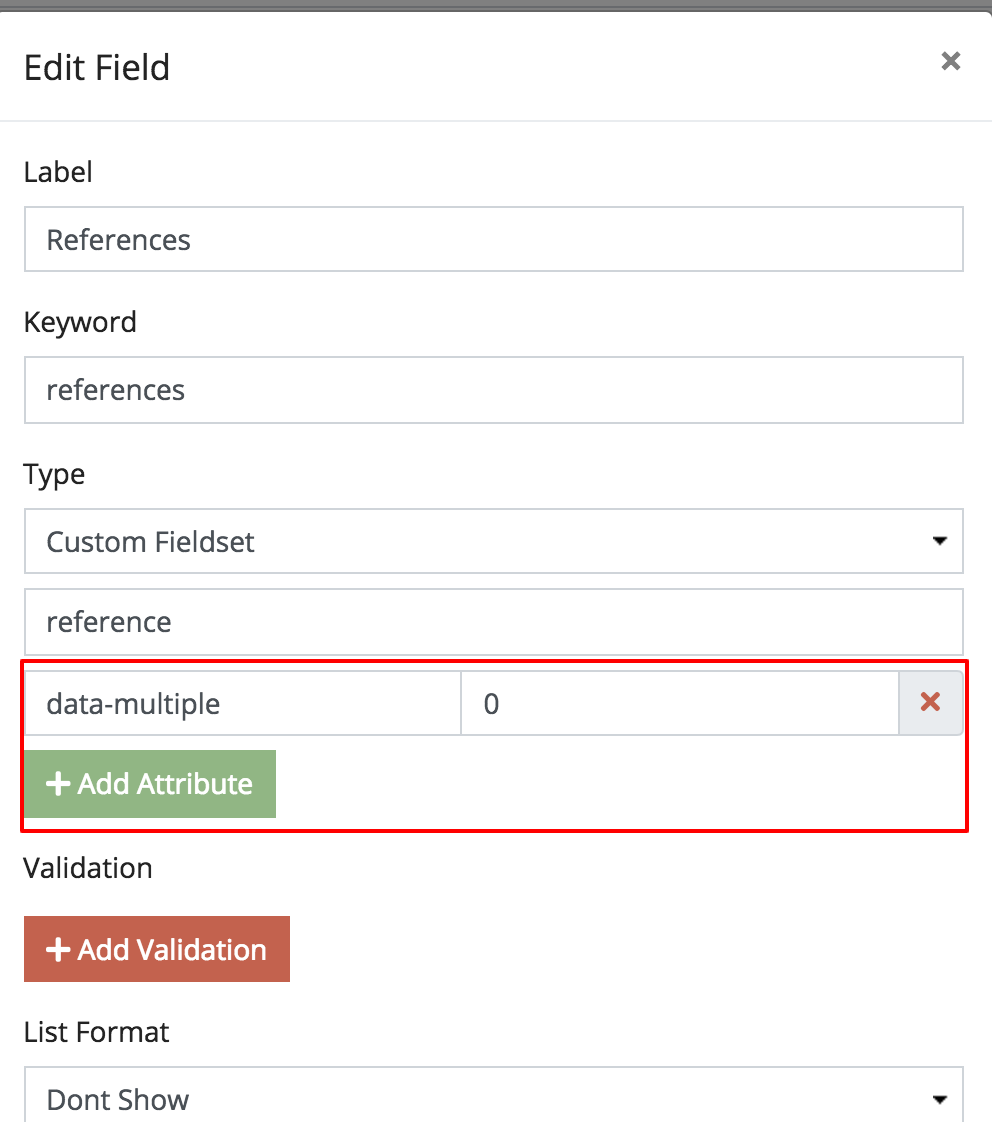 Edit Field
×
Label
References
Keyword
references
Type
Custom Fieldset
reference
data-multiple 0
Add Attribute
Validation
Add Validation
List Format
Dont Show